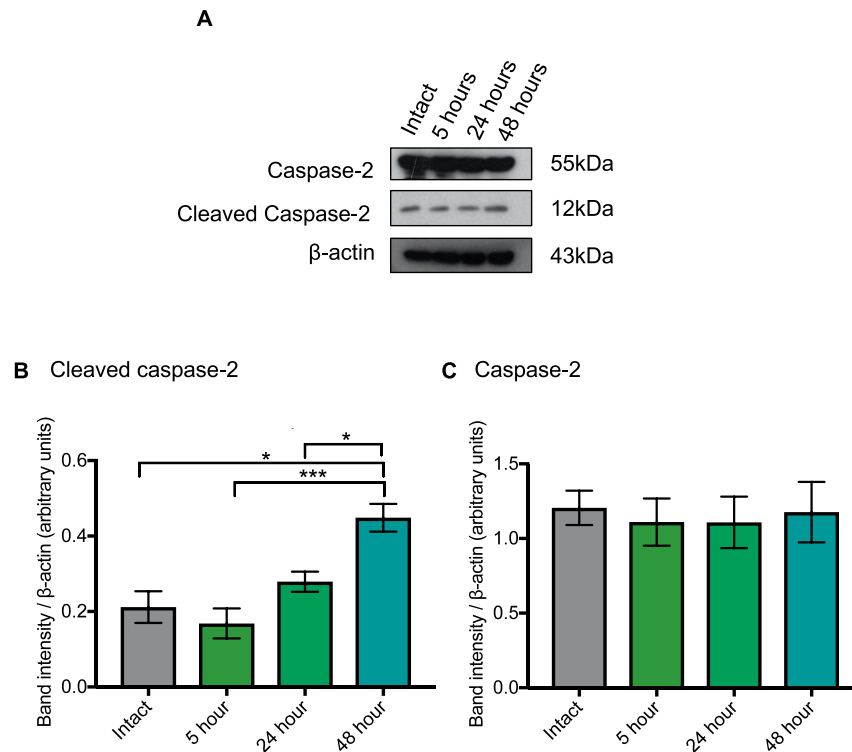 A
Intact
5 hours
24 hours
48 hours
Caspase-2
55kDa
Cleaved Caspase-2
12kDa
β-actin
43kDa
B Cleaved caspase-2
Band intensity / β-actin (arbitrary units)
0.6
0.4
0.2
0.0
*
***
*
Intact
5 hour
24 hour
48 hour
C Caspase-2
Band intensity / β-actin (arbitrary units)
1.5
1.0
0.5
0.0
Intact
5 hour
24 hour
48 hour